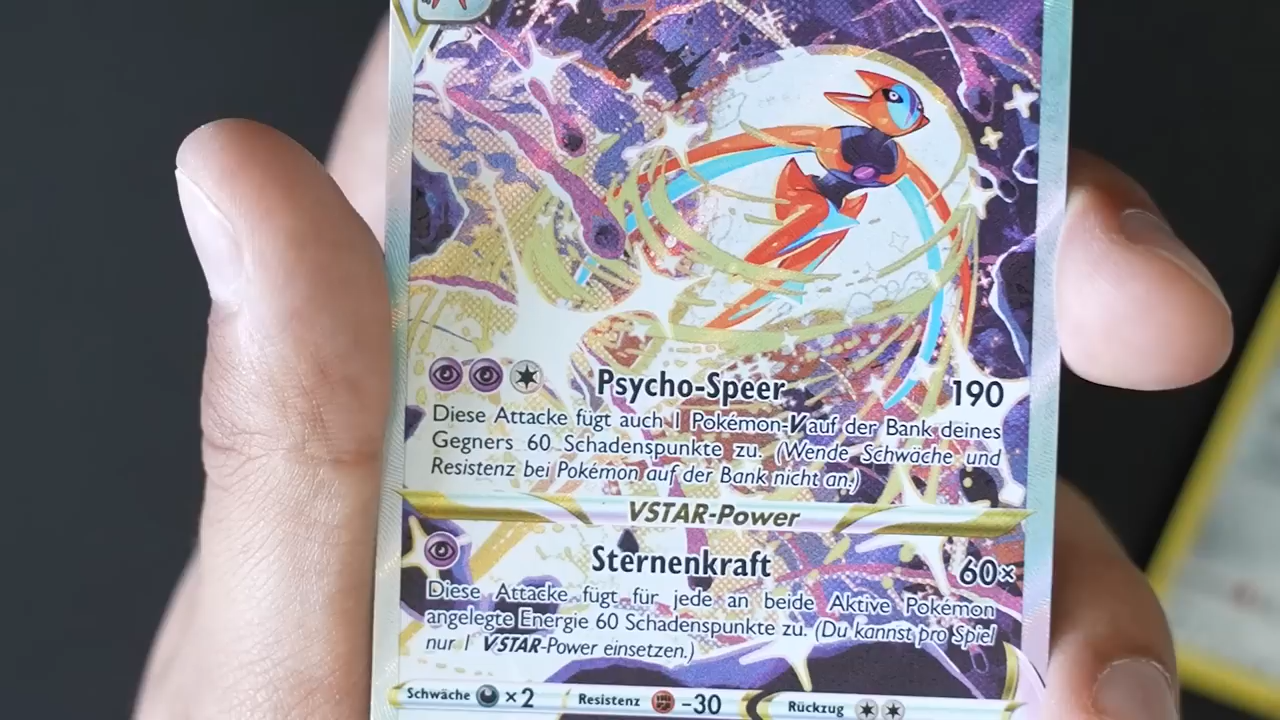 Psycho-Speer 190
Diese Attacke fügt auch 1 Pokémon-V auf der Bank deines
Gegners 60 Schadenspunkte zu. (Wende Schwäche und
Resistenz bei Pokémon auf der Bank nicht an.)
VSTAR-Power
Sternenkraft 60×
Diese Attacke fügt für jede an beide Aktive Pokémon
angelegte Energie 60 Schadenspunkte zu. (Du kannst pro Spiel
nur 1 VSTAR-Power einsetzen.)
Schwäche ×2 Resistenz -30 Rückzug